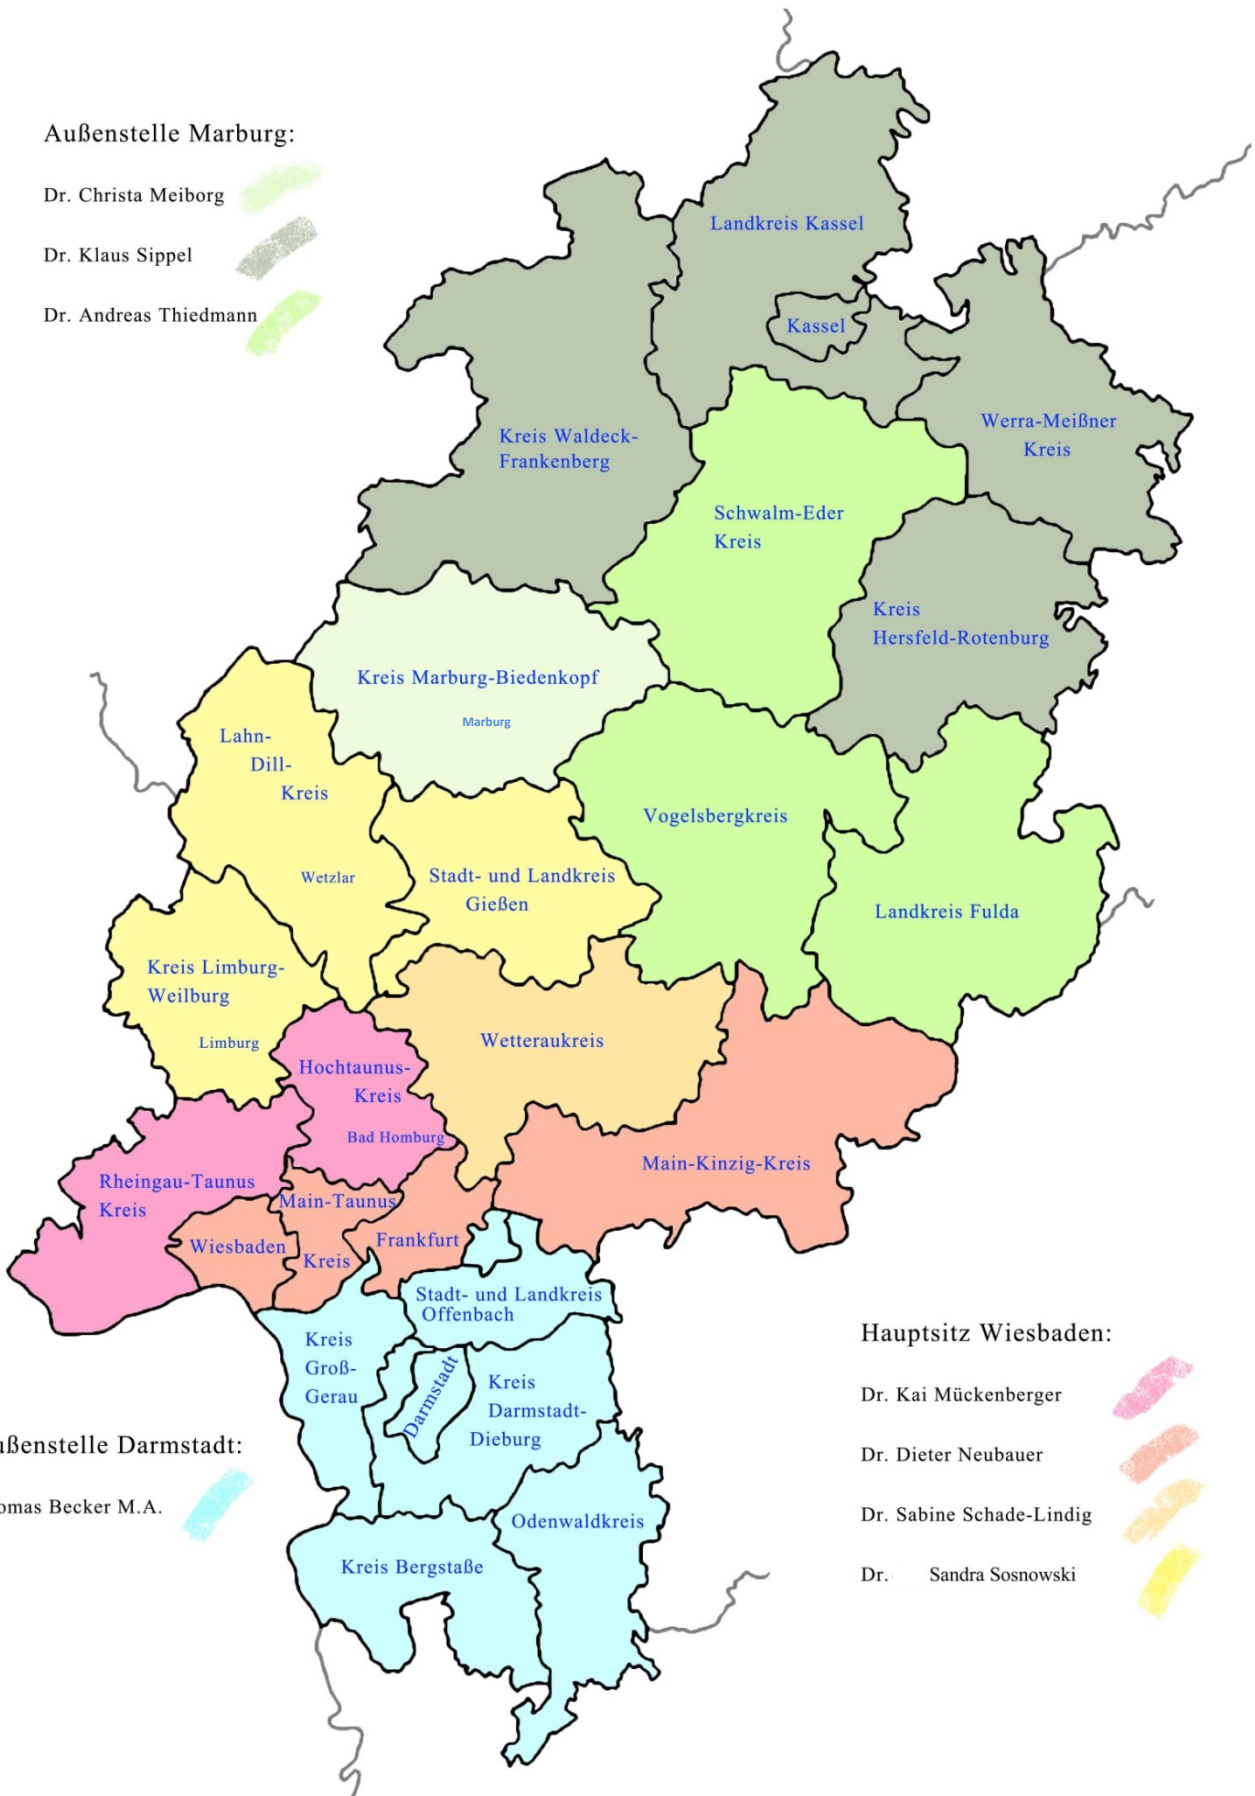 Außenstelle Marburg:
Dr. Christa Meiborg
Dr. Klaus Sippel
Dr. Andreas Thiedmann
Landkreis Kassel
Kassel
Kreis Waldeck-
Frankenberg
Werra-Meißner
Kreis
Schwalm-Eder
Kreis
Kreis
Hersfeld-Rotenburg
Kreis Marburg-Biedenkopf
Marburg
Lahn-
Dill-
Kreis
Wetzlar
Stadt- und Landkreis
Gießen
Vogelsbergkreis
Landkreis Fulda
Kreis Limburg-
Weilburg
Limburg
Hochtaunus-
Kreis
Bad Homburg
Wetteraukreis
Main-Kinzig-Kreis
Rheingau-Taunus
Kreis
Wiesbaden
Main-Taunus
Kreis
Frankfurt
Stadt- und Landkreis
Offenbach
Kreis
Groß-
Gerau
Darmstadt
Kreis
Darmstadt-
Dieburg
Odenwaldkreis
Kreis Bergstaße
ußenstelle Darmstadt:
omas Becker M.A.
Hauptsitz Wiesbaden:
Dr. Kai Mückenberger
Dr. Dieter Neubauer
Dr. Sabine Schade-Lindig
Dr. Sandra Sosnowski